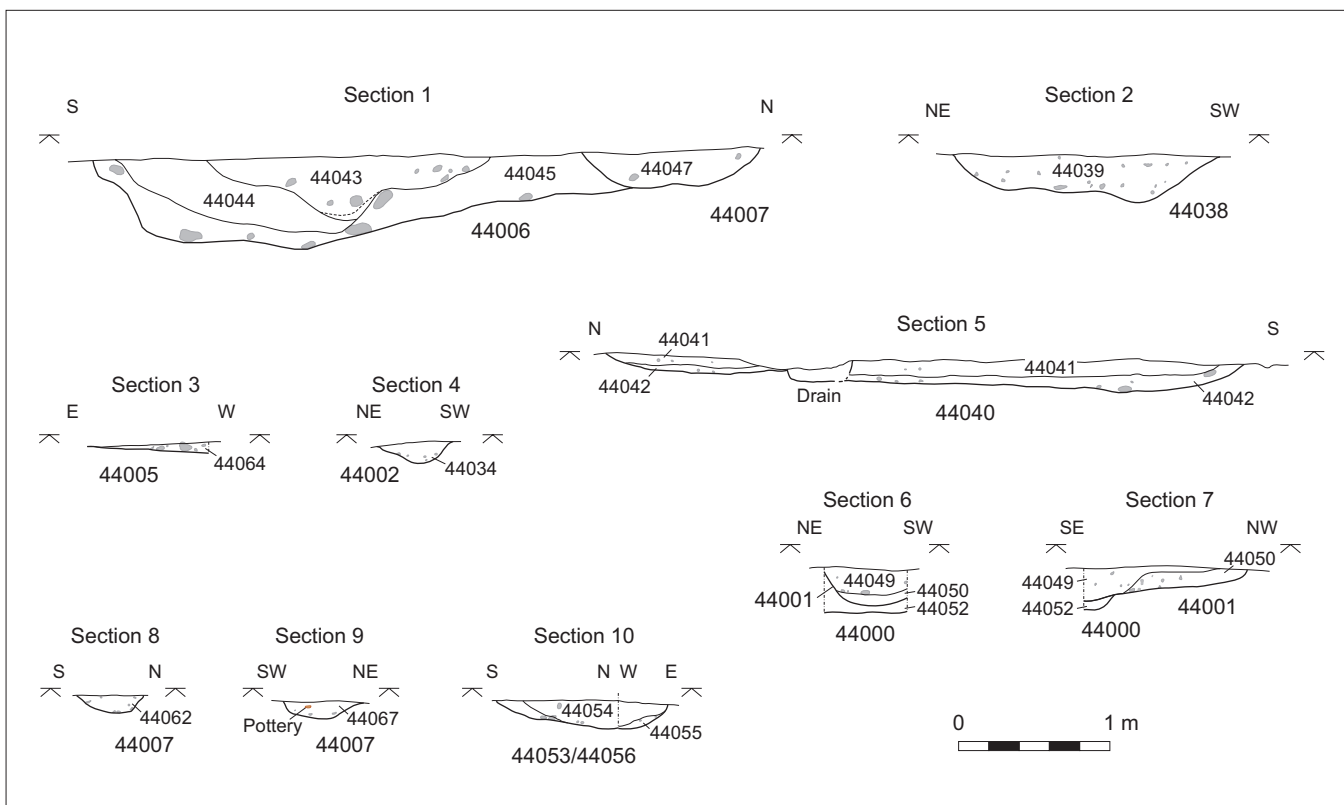 Section 1
S
N
44043
44045
44047
44044
44006
44007
Section 2
NE
SW
44039
44038
Section 3
E
W
44064
44005
Section 4
NE
SW
44002
44034
Section 5
N
S
44041
44041
44042
Drain
44040
44042
Section 6
NE
SW
44049
44050
44001
44052
44000
Section 7
SE
NW
44050
44049
44052
44001
44000
Section 8
S
N
44062
44007
Section 9
SW
NE
Pottery
44067
44007
Section 10
S
N W
E
44054
44055
44053/44056
0
1 m